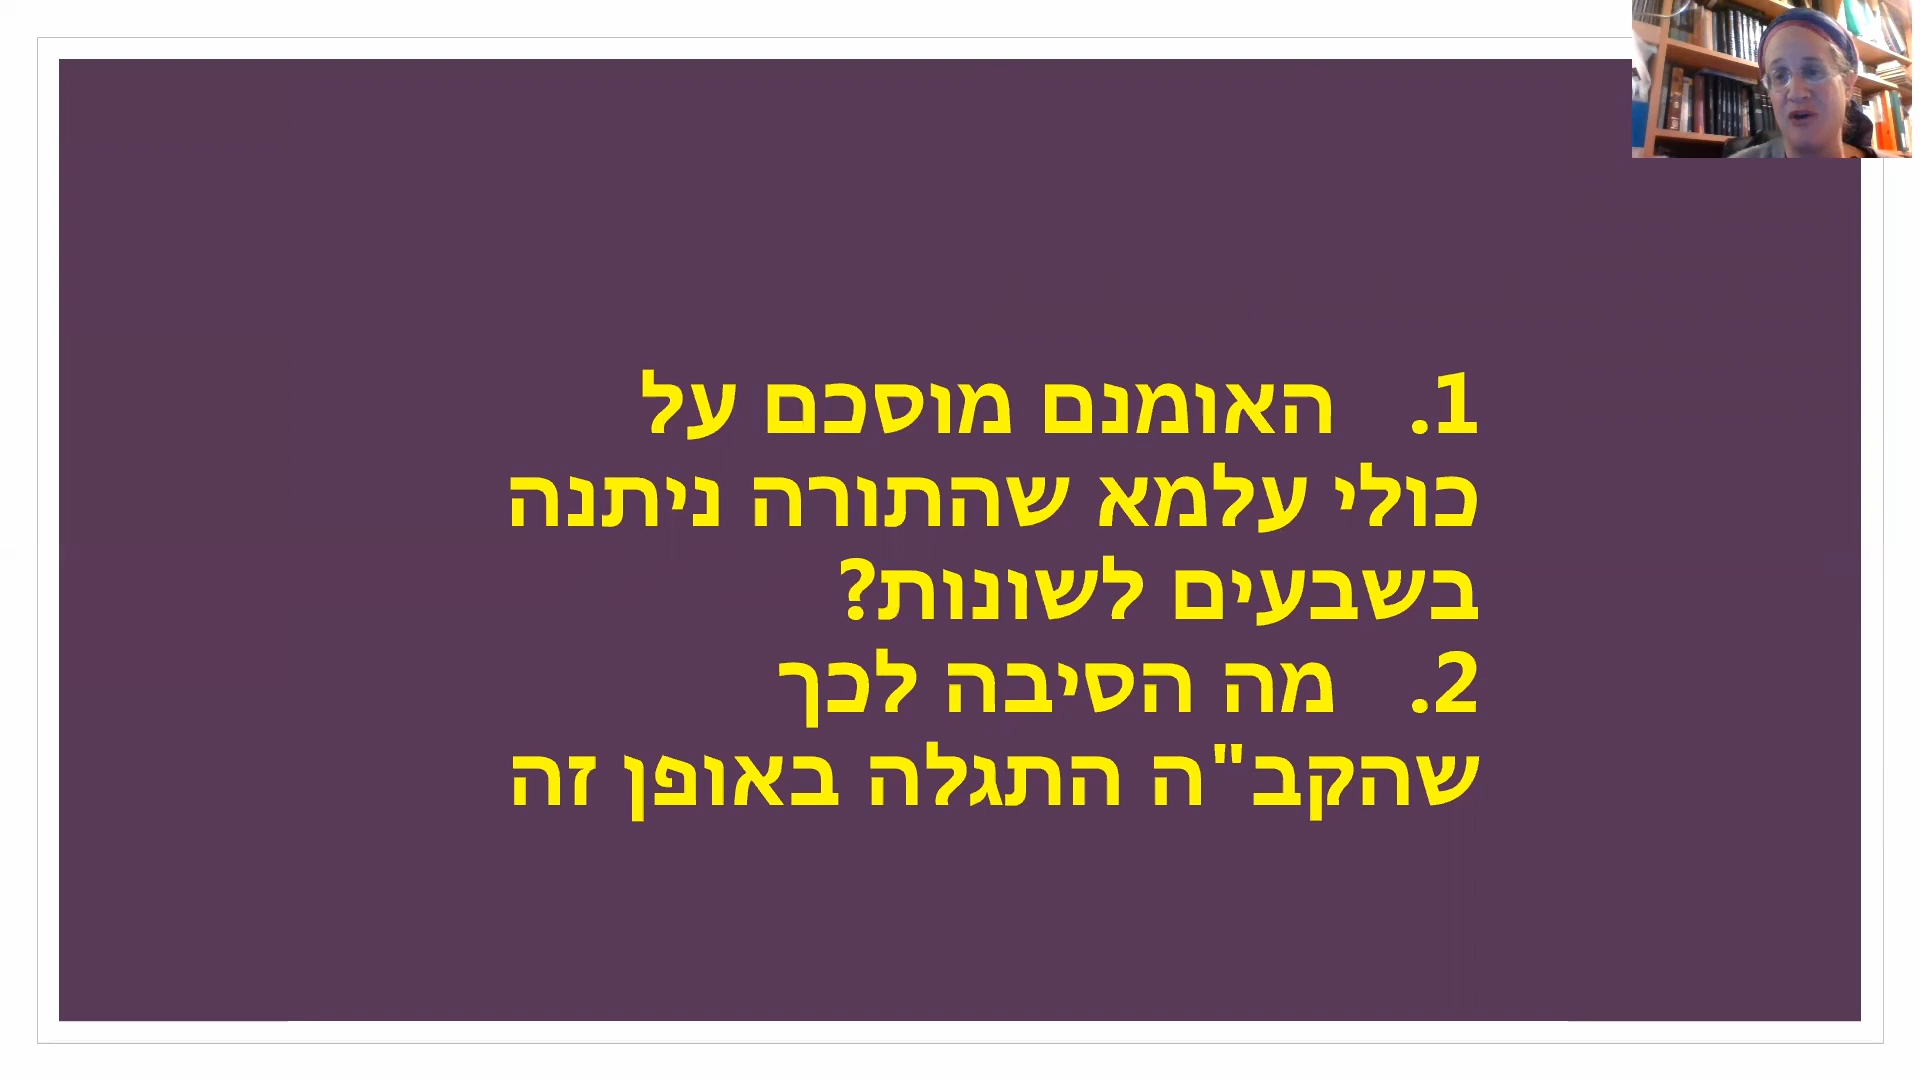 1. האומנם מוסכם על
כולי עלמא שהתורה ניתנה
בשבעים לשונות?
2. מה הסיבה לכך
שהקב"ה התגלה באופן זה